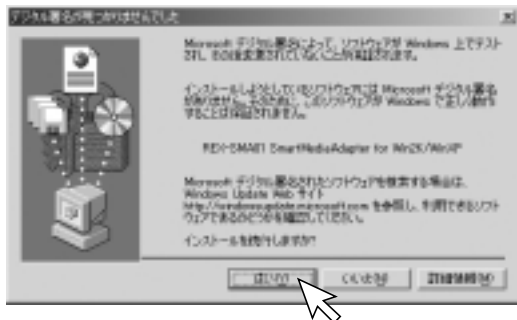 デジタル署名が見つかりませんでした
Microsoft デジタル署名によって、ソフトウェアが Windows 上でテスト
され、その後変更されていないことが保証されます。
インストールしようとしているソフトウェアには Microsoft デジタル署名
がありません。そのために、このソフトウェアが Windows で正しく動作
することは保証されません。
REX-SMA01 SmartMediaAdapter for Win2K/WinXP
Microsoft デジタル署名されたソフトウェアを検索する場合は、
Windows Update Web サイト
http://windowsupdate.microsoft.com を参照し、利用できるソフト
ウェアであるかどうかを確認してください。
インストールを続行しますか?
はい(Y)
いいえ(N)
詳細情報(M)